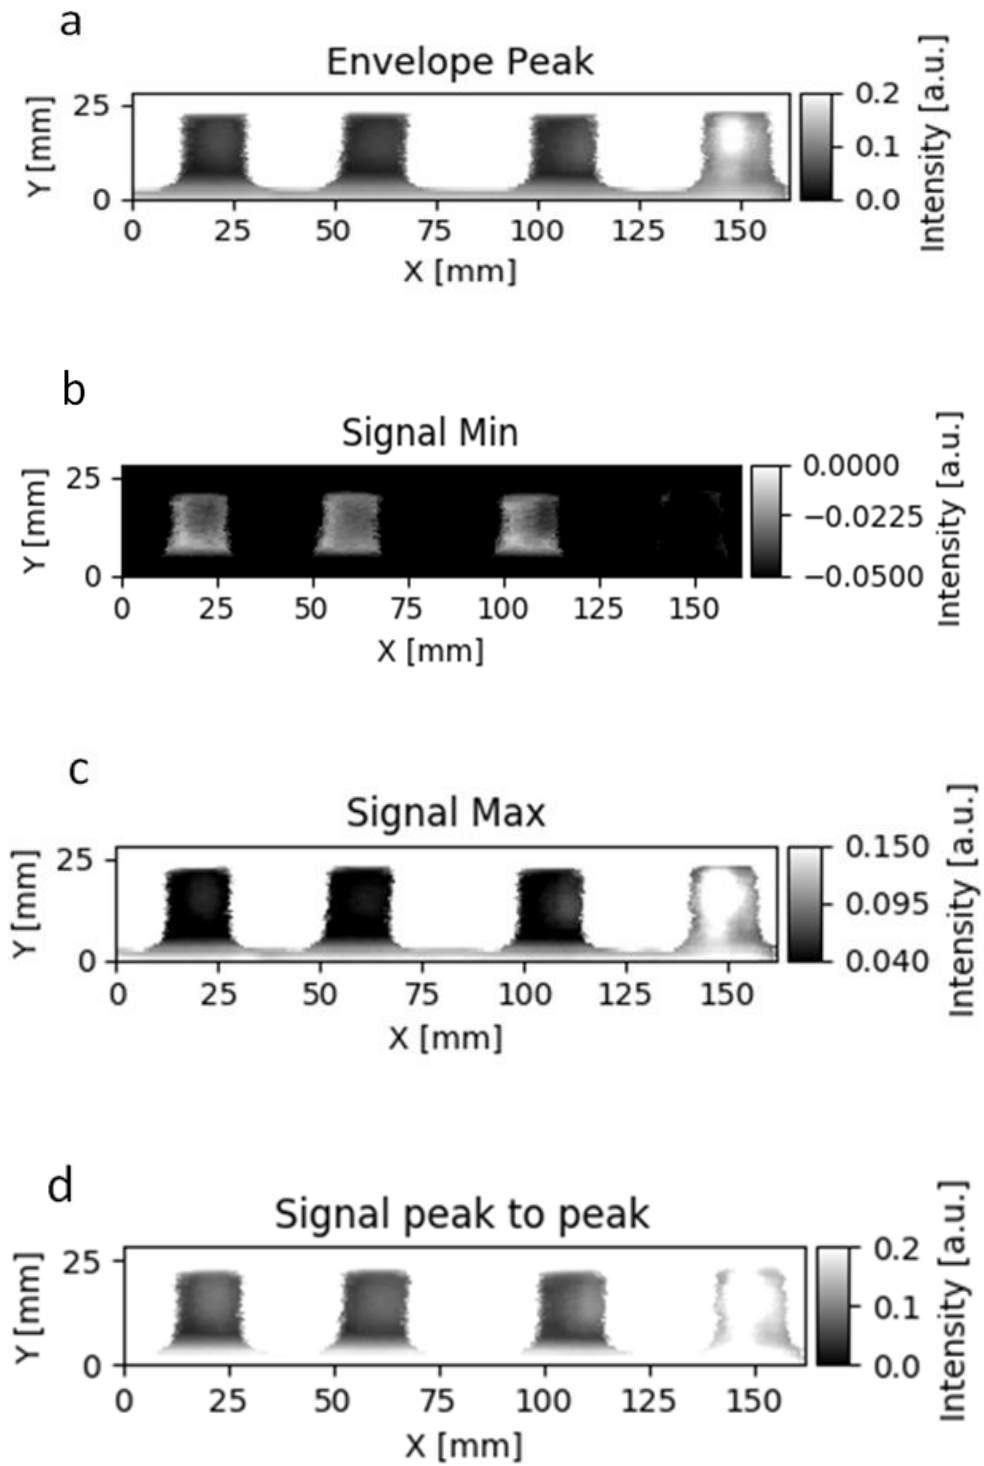 a
Envelope Peak
Y [mm]
25
0
0 25 50 75 100 125 150
X [mm]
0.2
0.1
0.0
Intensity [a.u.]
b
Signal Min
Y [mm]
25
0
0 25 50 75 100 125 150
X [mm]
0.0000
−0.0225
−0.0500
Intensity [a.u.]
c
Signal Max
Y [mm]
25
0
0 25 50 75 100 125 150
X [mm]
0.150
0.095
0.040
Intensity [a.u.]
d
Signal peak to peak
Y [mm]
25
0
0 25 50 75 100 125 150
X [mm]
0.2
0.1
0.0
Intensity [a.u.]